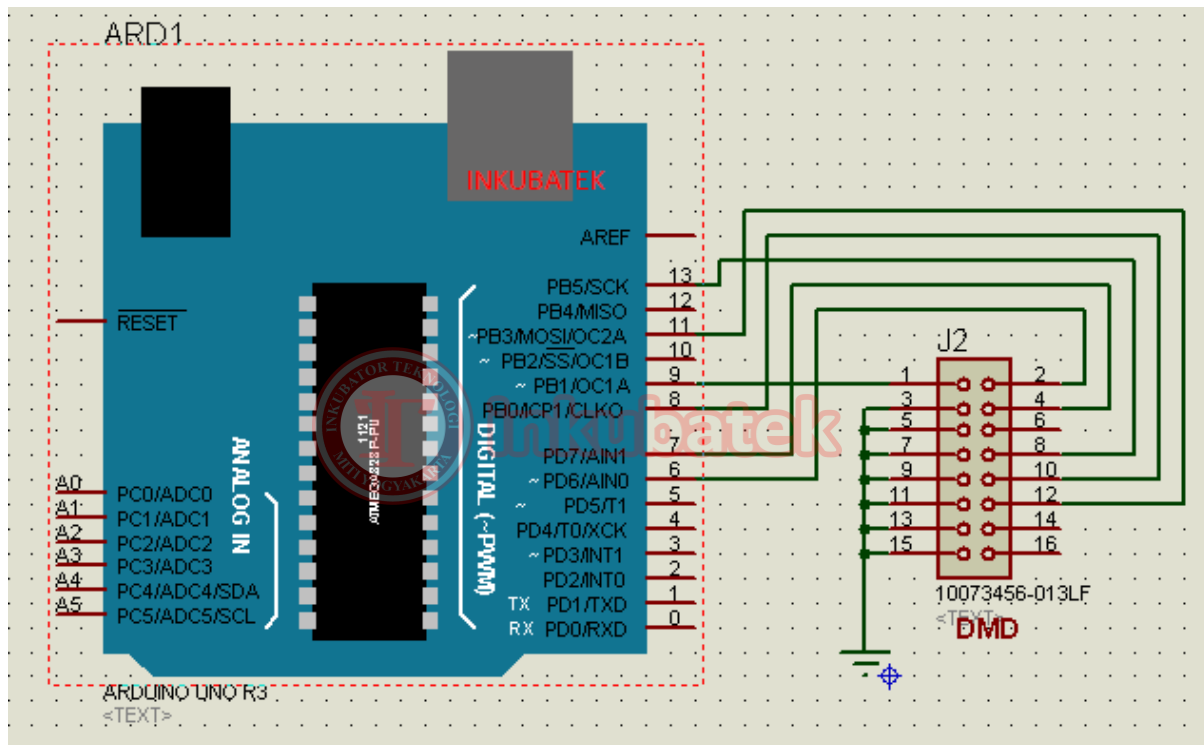 ARD1
INKUBATEK
AREF
RESET
13 PB5/SCK
12 PB4/MISO
11 ~PB3/MOSI/OC2A
10 ~ PB2/SS/OC1B
9 ~ PB1/OC1A
8 PB0/ICP1/CLKO
7 PD7/AIN1
6 ~ PD6/AIN0
5 ~ PD5/T1
4 PD4/T0/XCK
3 ~ PD3/INT1
2 PD2/INT0
1 TX PD1/TXD
0 RX PD0/RXD
DIGITAL (~PWM)
ANALOG IN
A0 PC0/ADC0
A1 PC1/ADC1
A2 PC2/ADC2
A3 PC3/ADC3
A4 PC4/ADC4/SDA
A5 PC5/ADC5/SCL
1121
INKUBATOR TEKNOLOGI
inkubatek
ARDUINO UNO R3
<TEXT>
J2
1 2
3 4
5 6
7 8
9 10
11 12
13 14
15 16
10073456-013LF
<TEXT>
DMD